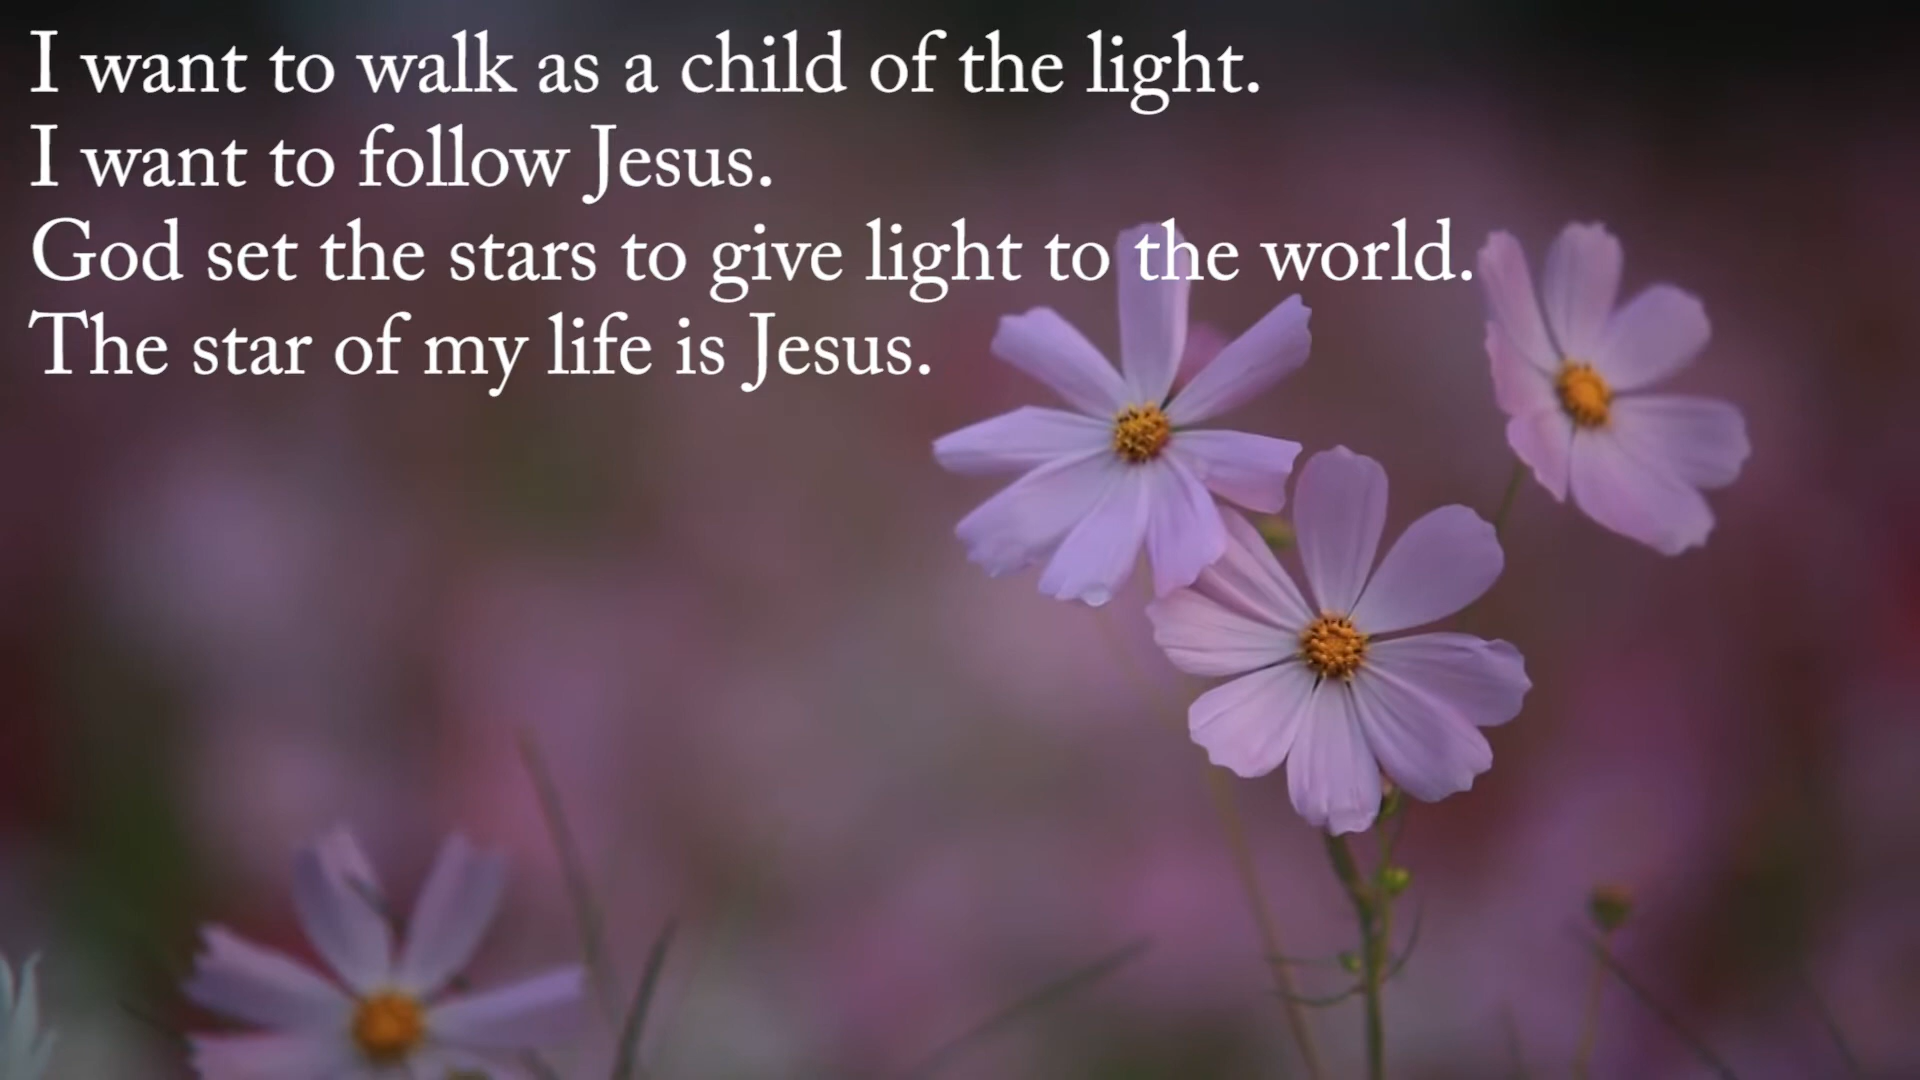 I want to walk as a child of the light.
I want to follow Jesus.
God set the stars to give light to the world.
The star of my life is Jesus.